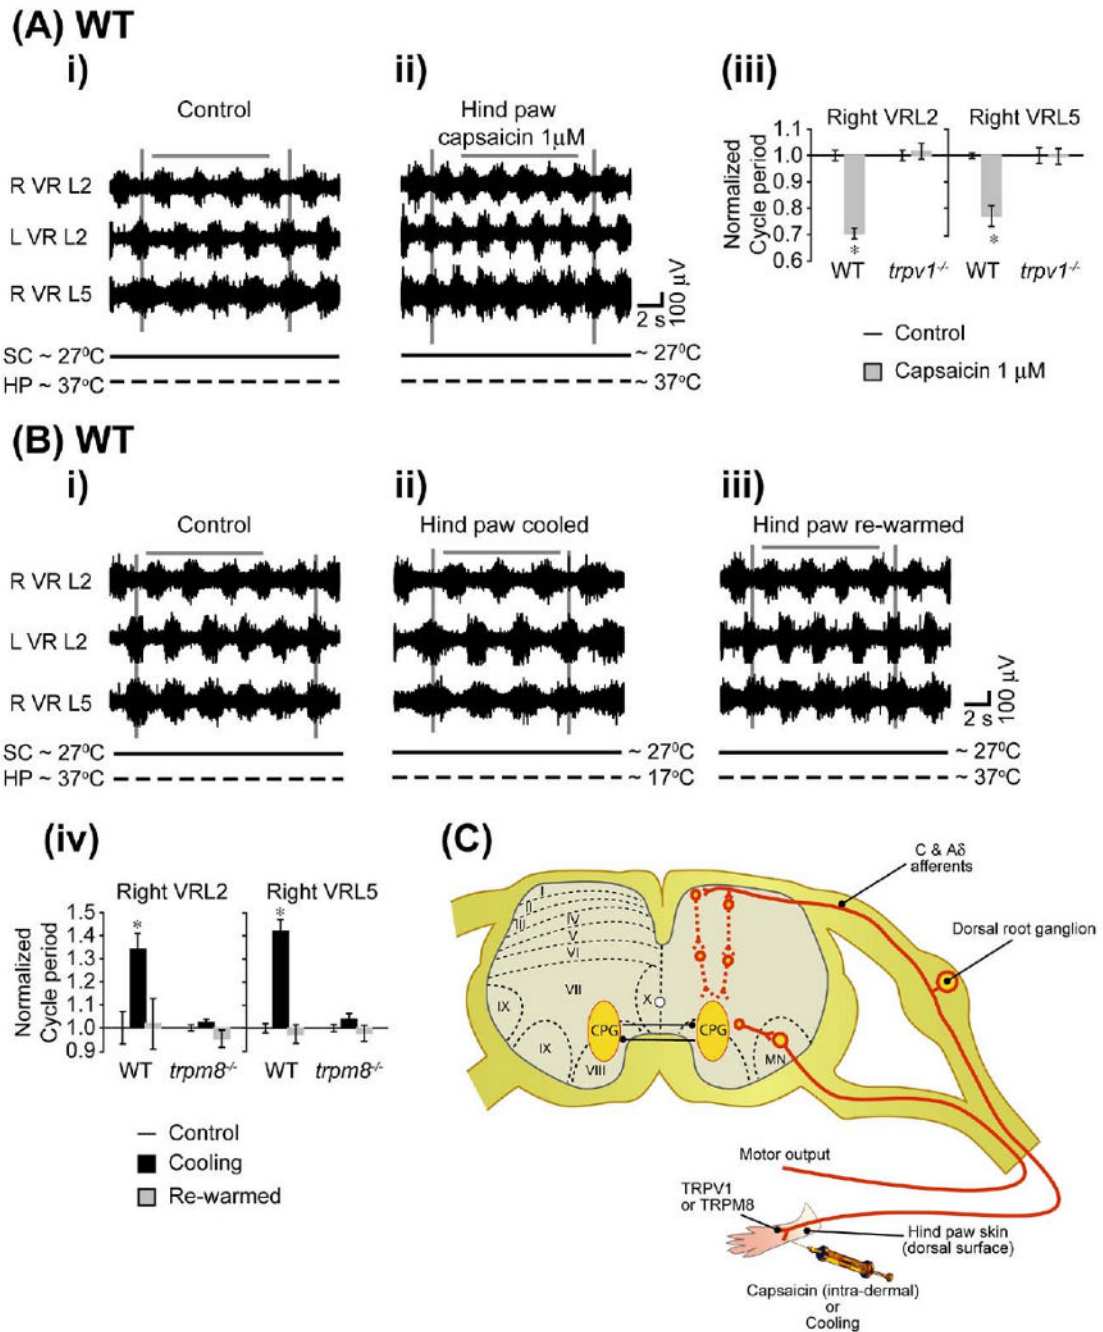 (A) WT
i)
ii)
(iii)
Control
Hind paw
capsaicin 1μM
R VR L2
L VR L2
R VR L5
2 s
100 μV
SC ~ 27⁰C
HP ~ 37°C
~ 27⁰C
~ 37°C
Right VRL2
Right VRL5
Normalized
Cycle period
1.1
1.0
0.9
0.8
0.7
0.6
*
*
WT
trpv1-/-
WT
trpv1-/-
Control
Capsaicin 1 μM
(B) WT
i)
ii)
iii)
Control
Hind paw cooled
Hind paw re-warmed
R VR L2
L VR L2
R VR L5
2 s
100 μV
SC ~ 27⁰C
HP ~ 37°C
~ 27⁰C
~ 17°C
~ 27⁰C
~ 37°C
(iv)
Right VRL2
Right VRL5
Normalized
Cycle period
1.5
1.4
1.3
1.2
1.1
1.0
0.9
*
*
WT
trpm8-/-
WT
trpm8-/-
Control
Cooling
Re-warmed
(C)
C & Aδ
afferents
Dorsal root ganglion
I
II
III
IV
V
VI
VII
X
IX
IX
VIII
CPG
CPG
MN
Motor output
TRPV1
or TRPM8
Hind paw skin
(dorsal surface)
Capsaicin (intra-dermal)
or
Cooling